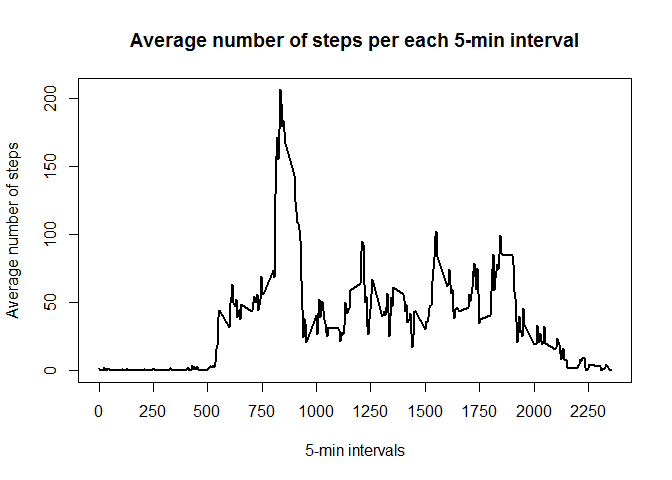 Average number of steps per each 5-min interval
Average number of steps
200
150
100
50
0
0 250 500 750 1000 1250 1500 1750 2000 2250
5-min intervals